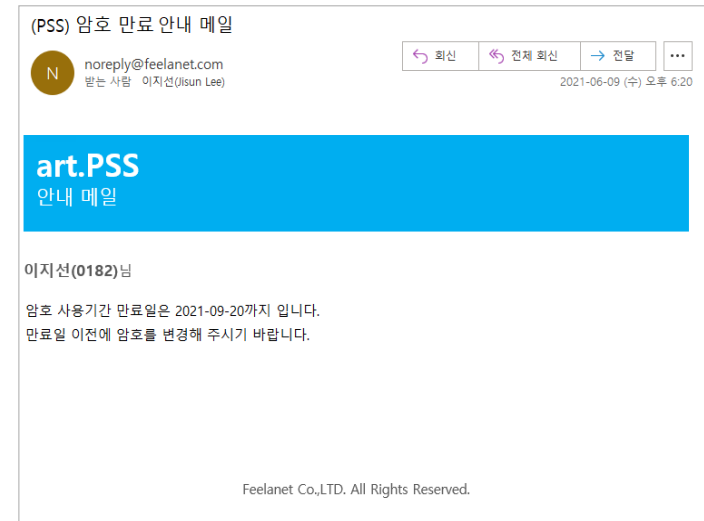 (PSS) 암호 만료 안내 메일
N
noreply@feelanet.com
받는 사람 이지선(Jisun Lee)
회신
전체 회신
전달
2021-06-09 (수) 오후 6:20
art.PSS
안내 메일
이지선(0182)님
암호 사용기간 만료일은 2021-09-20까지 입니다.
만료일 이전에 암호를 변경해 주시기 바랍니다.
Feelanet Co.,LTD. All Rights Reserved.